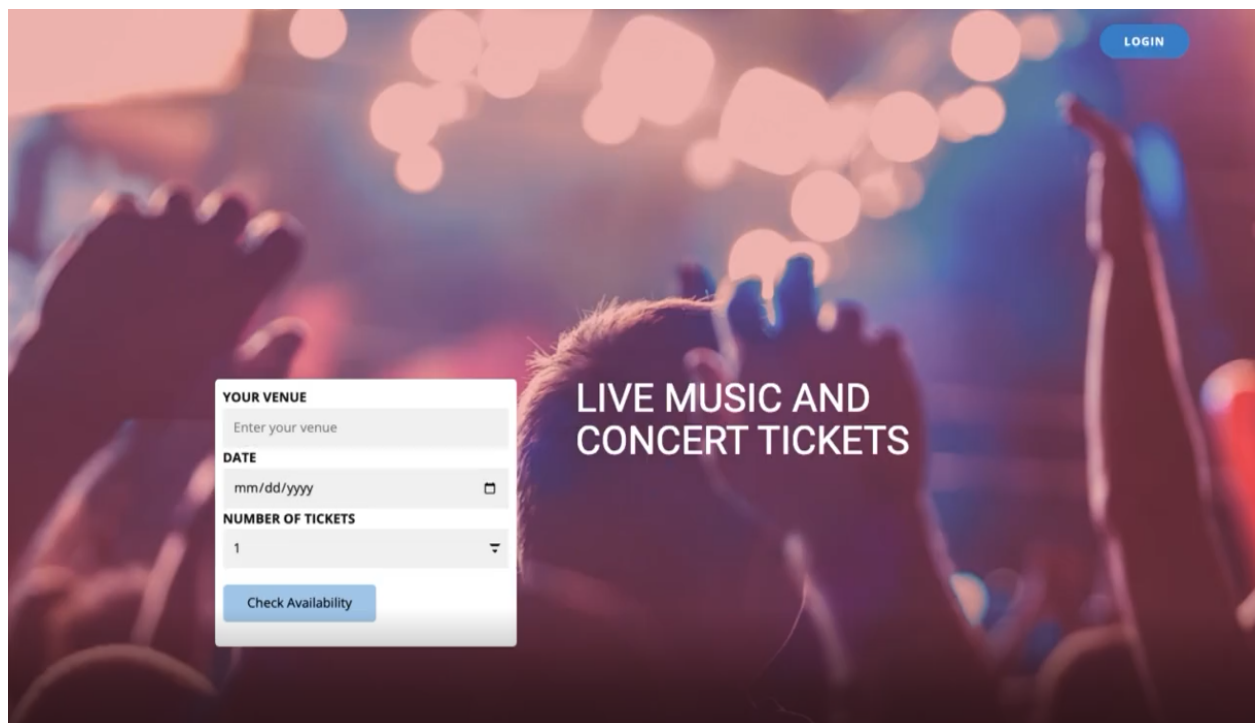 LOGIN
YOUR VENUE
Enter your venue
DATE
mm/dd/yyyy
NUMBER OF TICKETS
1
Check Availability
LIVE MUSIC AND
CONCERT TICKETS